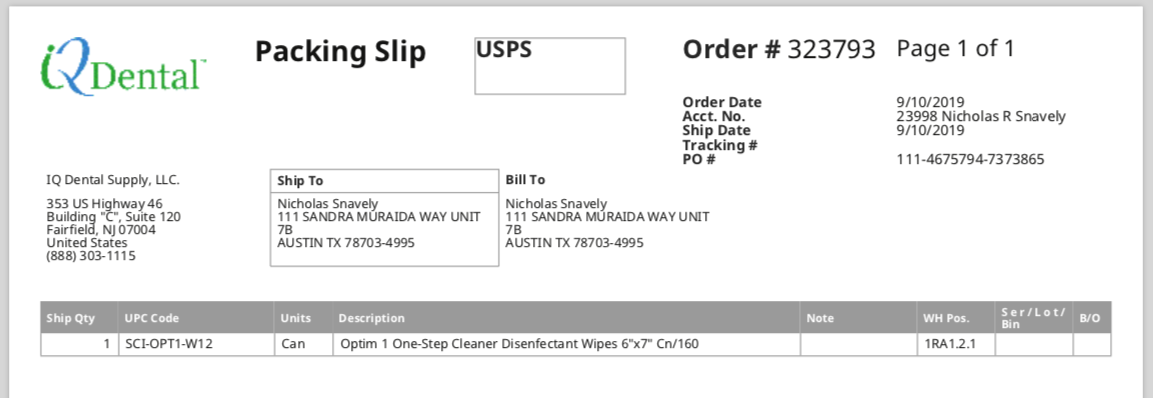 iQ Dental™
Packing Slip
USPS
Order # 323793 Page 1 of 1
Order Date 9/10/2019
Acct. No. 23998 Nicholas R Snavely
Ship Date 9/10/2019
Tracking #
PO # 111-4675794-7373865
IQ Dental Supply, LLC.
353 US Highway 46
Building "C", Suite 120
Fairfield, NJ 07004
United States
(888) 303-1115
Ship To
Nicholas Snavely
111 SANDRA MURAIDA WAY UNIT
7B
AUSTIN TX 78703-4995
Bill To
Nicholas Snavely
111 SANDRA MURAIDA WAY UNIT
7B
AUSTIN TX 78703-4995
Ship Qty UPC Code Units Description Note WH Pos. Ser/Lot/ B/O
Bin
1 SCI-OPT1-W12 Can Optim 1 One-Step Cleaner Disenfectant Wipes 6"x7" Cn/160 1RA1.2.1